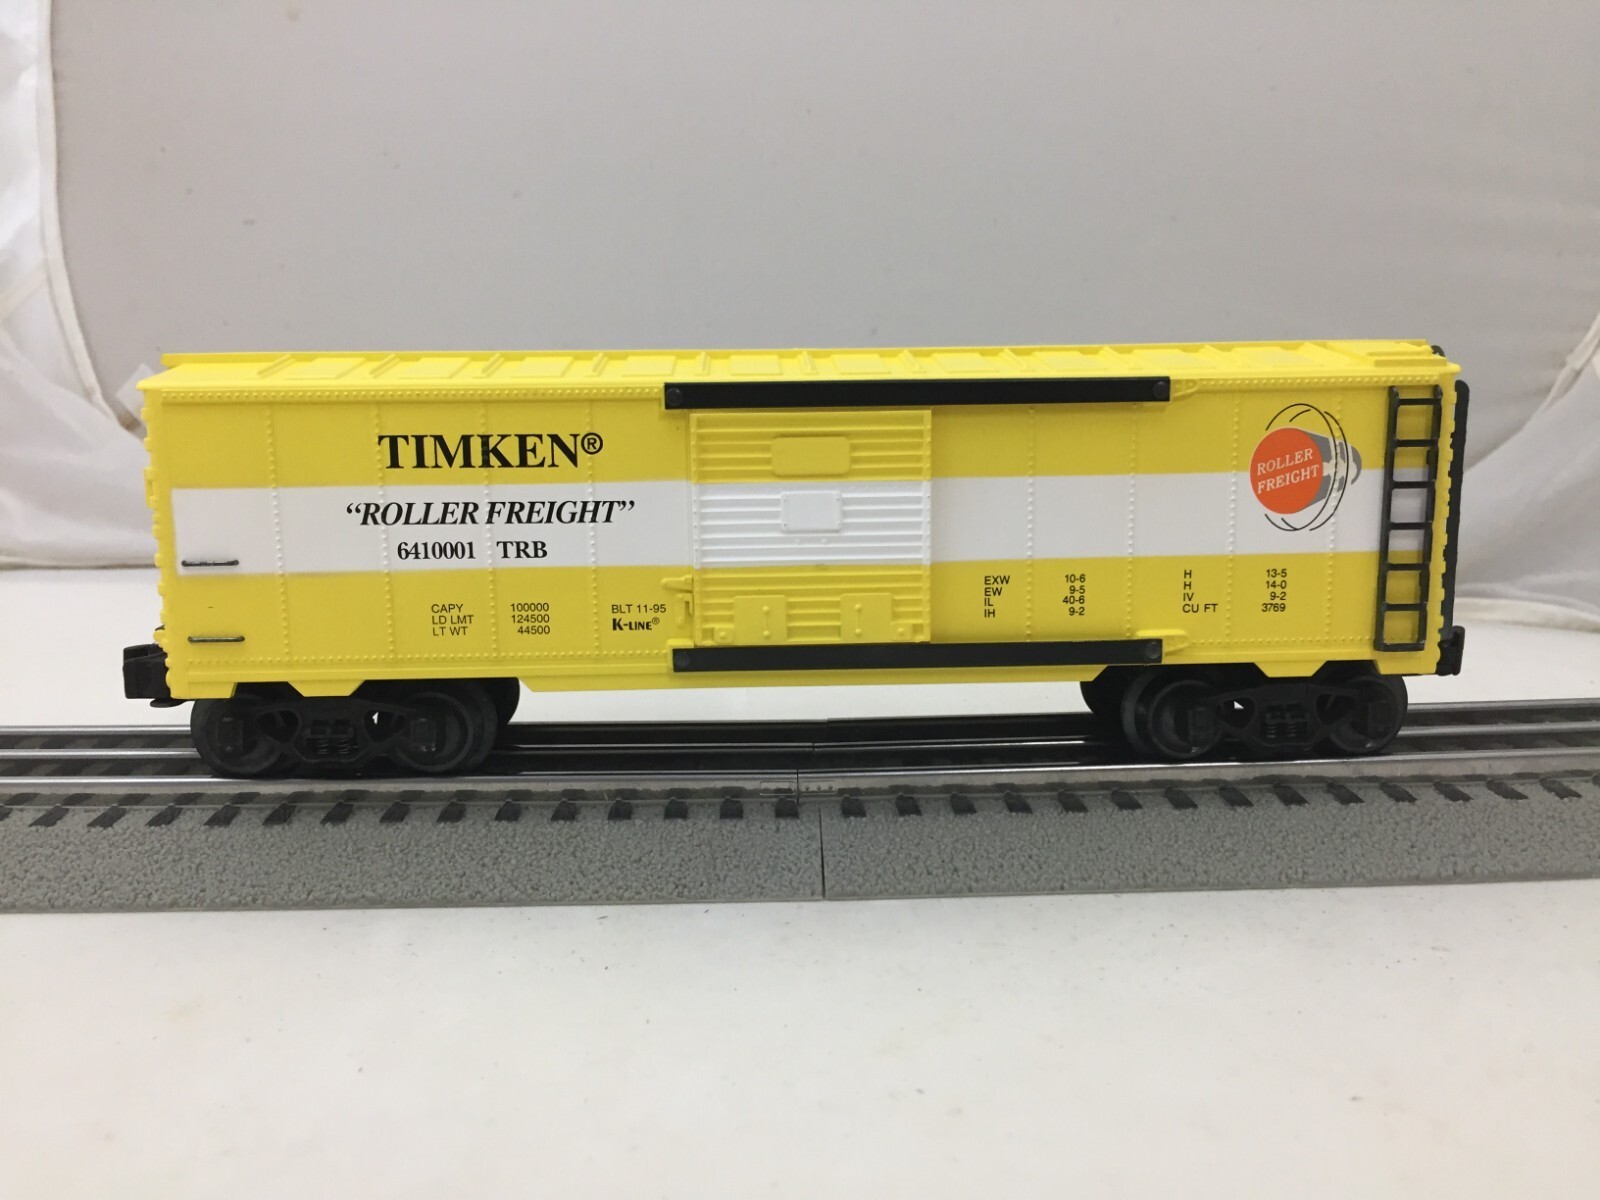 TIMKEN®
“ROLLER FREIGHT”
6410001 TRB
CAPY 100000
LD LMT 124500
LT WT 44500
BLT 11-95
K-LINE®
EXW 10-6
EW 9-5
IL 40-6
IH 9-2
H 13-5
H 14-0
IV 9-2
CU FT 3769
ROLLER
FREIGHT